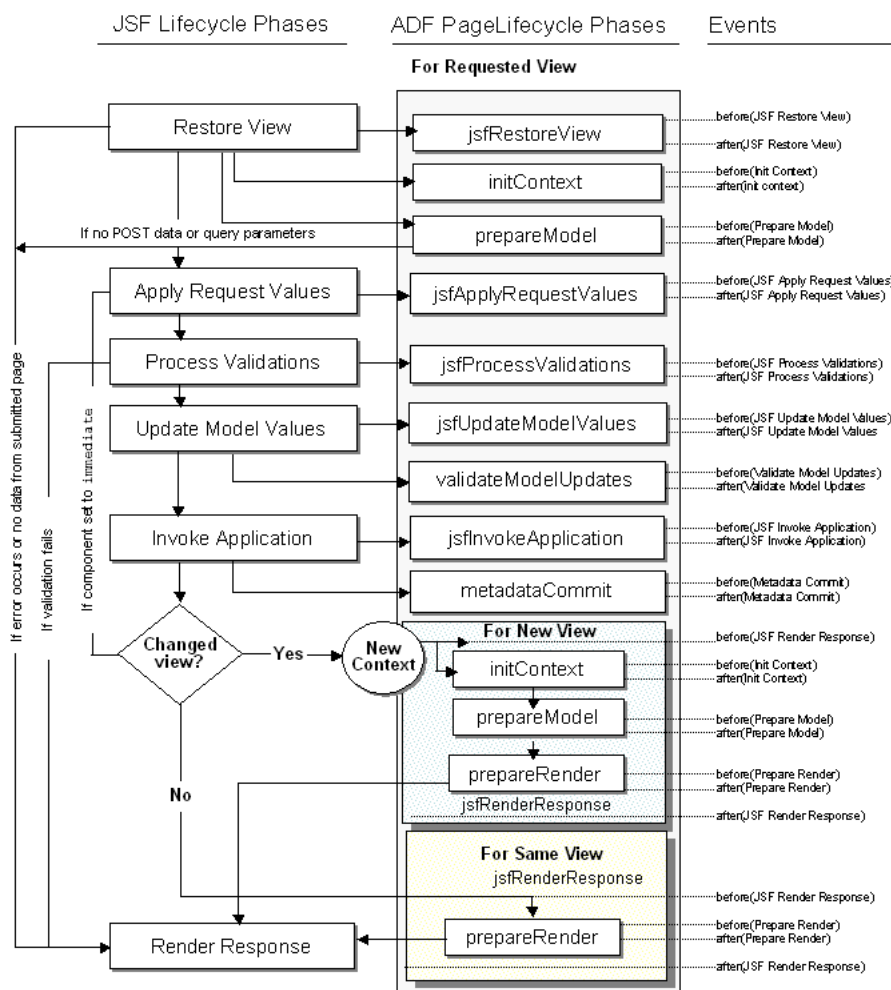 JSF Lifecycle Phases
ADF PageLifecycle Phases
Events
For Requested View
Restore View
jsfRestoreView
before(JSF Restore View)
after(JSF Restore View)
initContext
before(Init Context)
after(init context)
If no POST data or query parameters
prepareModel
before(Prepare Model)
after(Prepare Model)
Apply Request Values
jsfApplyRequestValues
before(JSF Apply Request Values)
after(JSF Apply Request Values)
Process Validations
jsfProcessValidations
before(JSF Process Validations)
after(JSF Process Validations)
Update Model Values
jsfUpdateModelValues
before(JSF Update Model Values)
after(JSF Update Model Values
validateModelUpdates
before(Validate Model Updates)
after(Validate Model Updates
Invoke Application
jsfInvokeApplication
before(JSF Invoke Application)
after(JSF Invoke Application)
metadataCommit
before(Metadata Commit)
after(Metadata Commit)
If error occurs or no data from submitted page
If validation fails
If component set to immediate
Changed
view?
Yes
New
Context
For New View
before(JSF Render Response)
initContext
before(Init Context)
after(Init Context)
prepareModel
before(Prepare Model)
after(Prepare Model)
No
prepareRender
before(Prepare Render)
after(Prepare Render)
jsfRenderResponse
after(JSF Render Response)
For Same View
jsfRenderResponse
before(JSF Render Response)
Render Response
prepareRender
before(Prepare Render)
after(Prepare Render)
after(JSF Render Response)